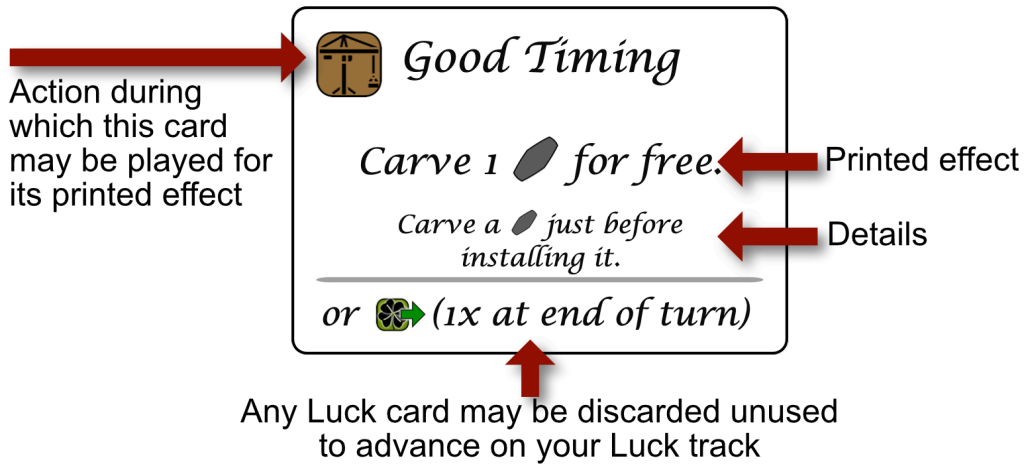 Good Timing
Action during
which this card
may be played for
its printed effect
Carve 1 for free.
Printed effect
Carve a just before
installing it.
Details
or (1x at end of turn)
Any Luck card may be discarded unused
to advance on your Luck track